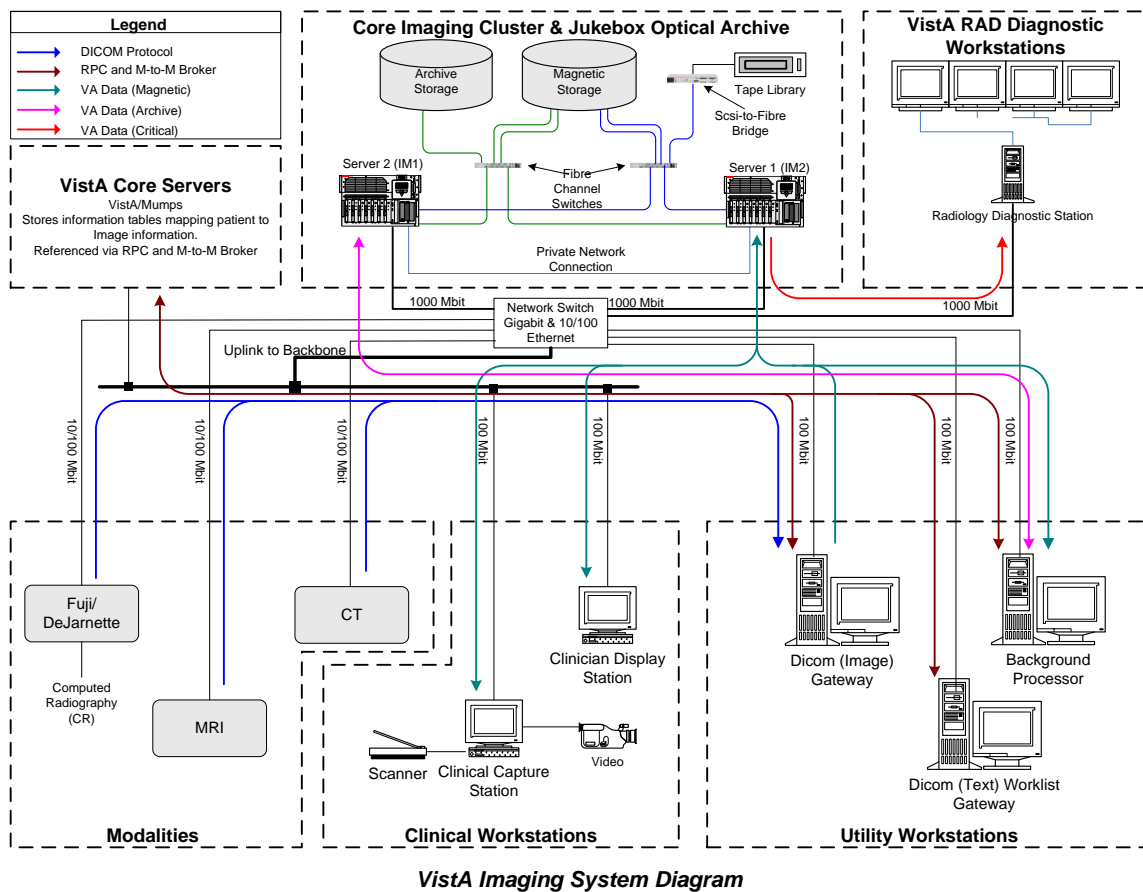 Legend
DICOM Protocol
RPC and M-to-M Broker
VA Data (Magnetic)
VA Data (Archive)
VA Data (Critical)
VistA Core Servers
VistA/Mumps
Stores information tables mapping patient to
Image information.
Referenced via RPC and M-to-M Broker
Core Imaging Cluster & Jukebox Optical Archive
Archive
Storage
Magnetic
Storage
Tape Library
Scsi-to-Fibre
Bridge
Server 2 (IM1)
Fibre
Channel
Switches
Server 1 (IM2)
Private Network
Connection
VistA RAD Diagnostic
Workstations
Radiology Diagnostic Station
1000 Mbit
1000 Mbit
1000 Mbit
Network Switch
Gigabit & 10/100
Ethernet
Uplink to Backbone
10/100 Mbit
10/100 Mbit
10/100 Mbit
100 Mbit
100 Mbit
100 Mbit
100 Mbit
100 Mbit
Fuji/
DeJarnette
Computed
Radiography
(CR)
MRI
CT
Modalities
Clinician Display
Station
Scanner
Clinical Capture
Station
Video
Clinical Workstations
Dicom (Image)
Gateway
Background
Processor
Dicom (Text) Worklist
Gateway
Utility Workstations
VistA Imaging System Diagram